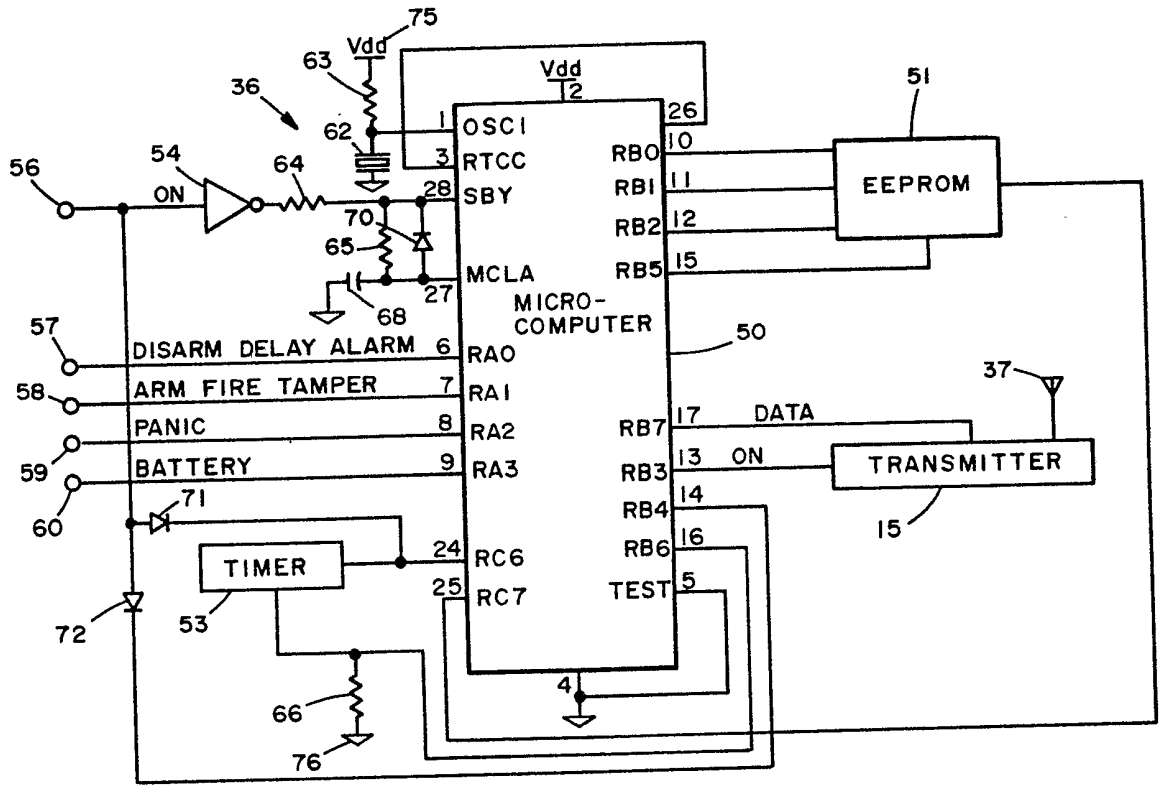 75
Vdd
63
36
Vdd
2
51
62
1 OSC1
26
54
64
3 RTCC
10
RB0
EEPROM
56
ON
28 SBY
RB1 11
70
65
RB2 12
RB5 15
27 MCLA
68
MICRO-
COMPUTER
50
57
DISARM DELAY ALARM 6 RA0
37
58
ARM FIRE TAMPER 7 RA1
59
PANIC 8 RA2
RB7 17 DATA
60
BATTERY 9 RA3
RB3 13 ON
TRANSMITTER
71
RB4 14
15
RB6 16
TIMER
24 RC6
25 RC7
TEST 5
72
53
4
66
76